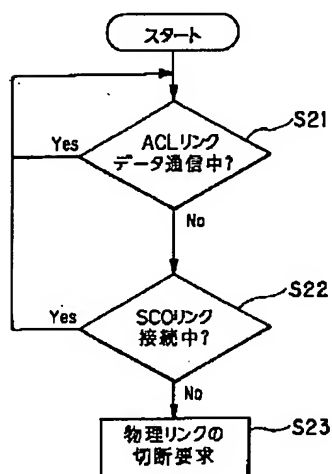 スタート
S21
Yes
ACLリンク
データ通信中?
No
S22
Yes
SCOリンク
接続中?
No
S23
物理リンクの
切断要求